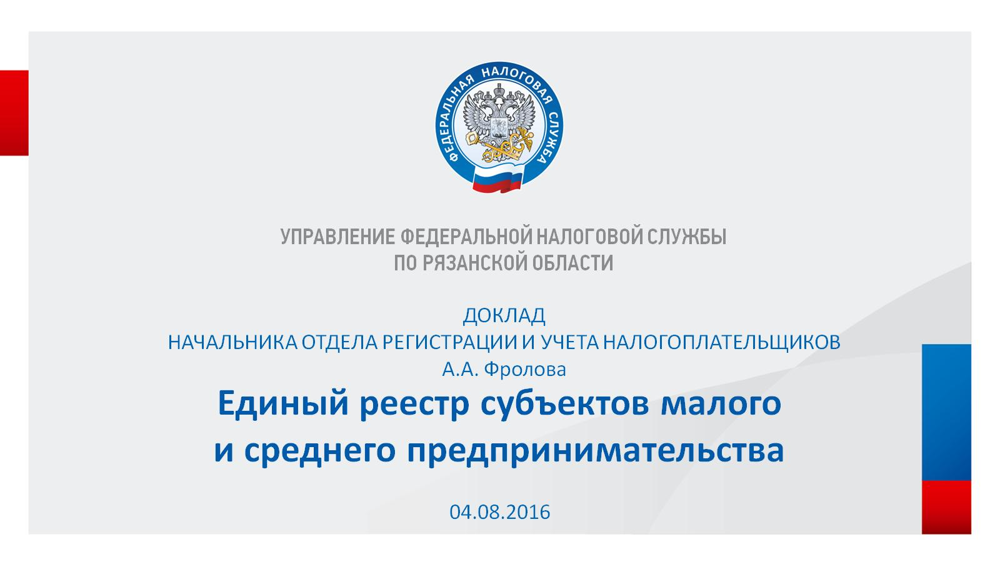 ФЕДЕРАЛЬНАЯ НАЛОГОВАЯ СЛУЖБА
УПРАВЛЕНИЕ ФЕДЕРАЛЬНОЙ НАЛОГОВОЙ СЛУЖБЫ
ПО РЯЗАНСКОЙ ОБЛАСТИ
ДОКЛАД
НАЧАЛЬНИКА ОТДЕЛА РЕГИСТРАЦИИ И УЧЕТА НАЛОГОПЛАТЕЛЬЩИКОВ
А.А. Фролова
Единый реестр субъектов малого
и среднего предпринимательства
04.08.2016